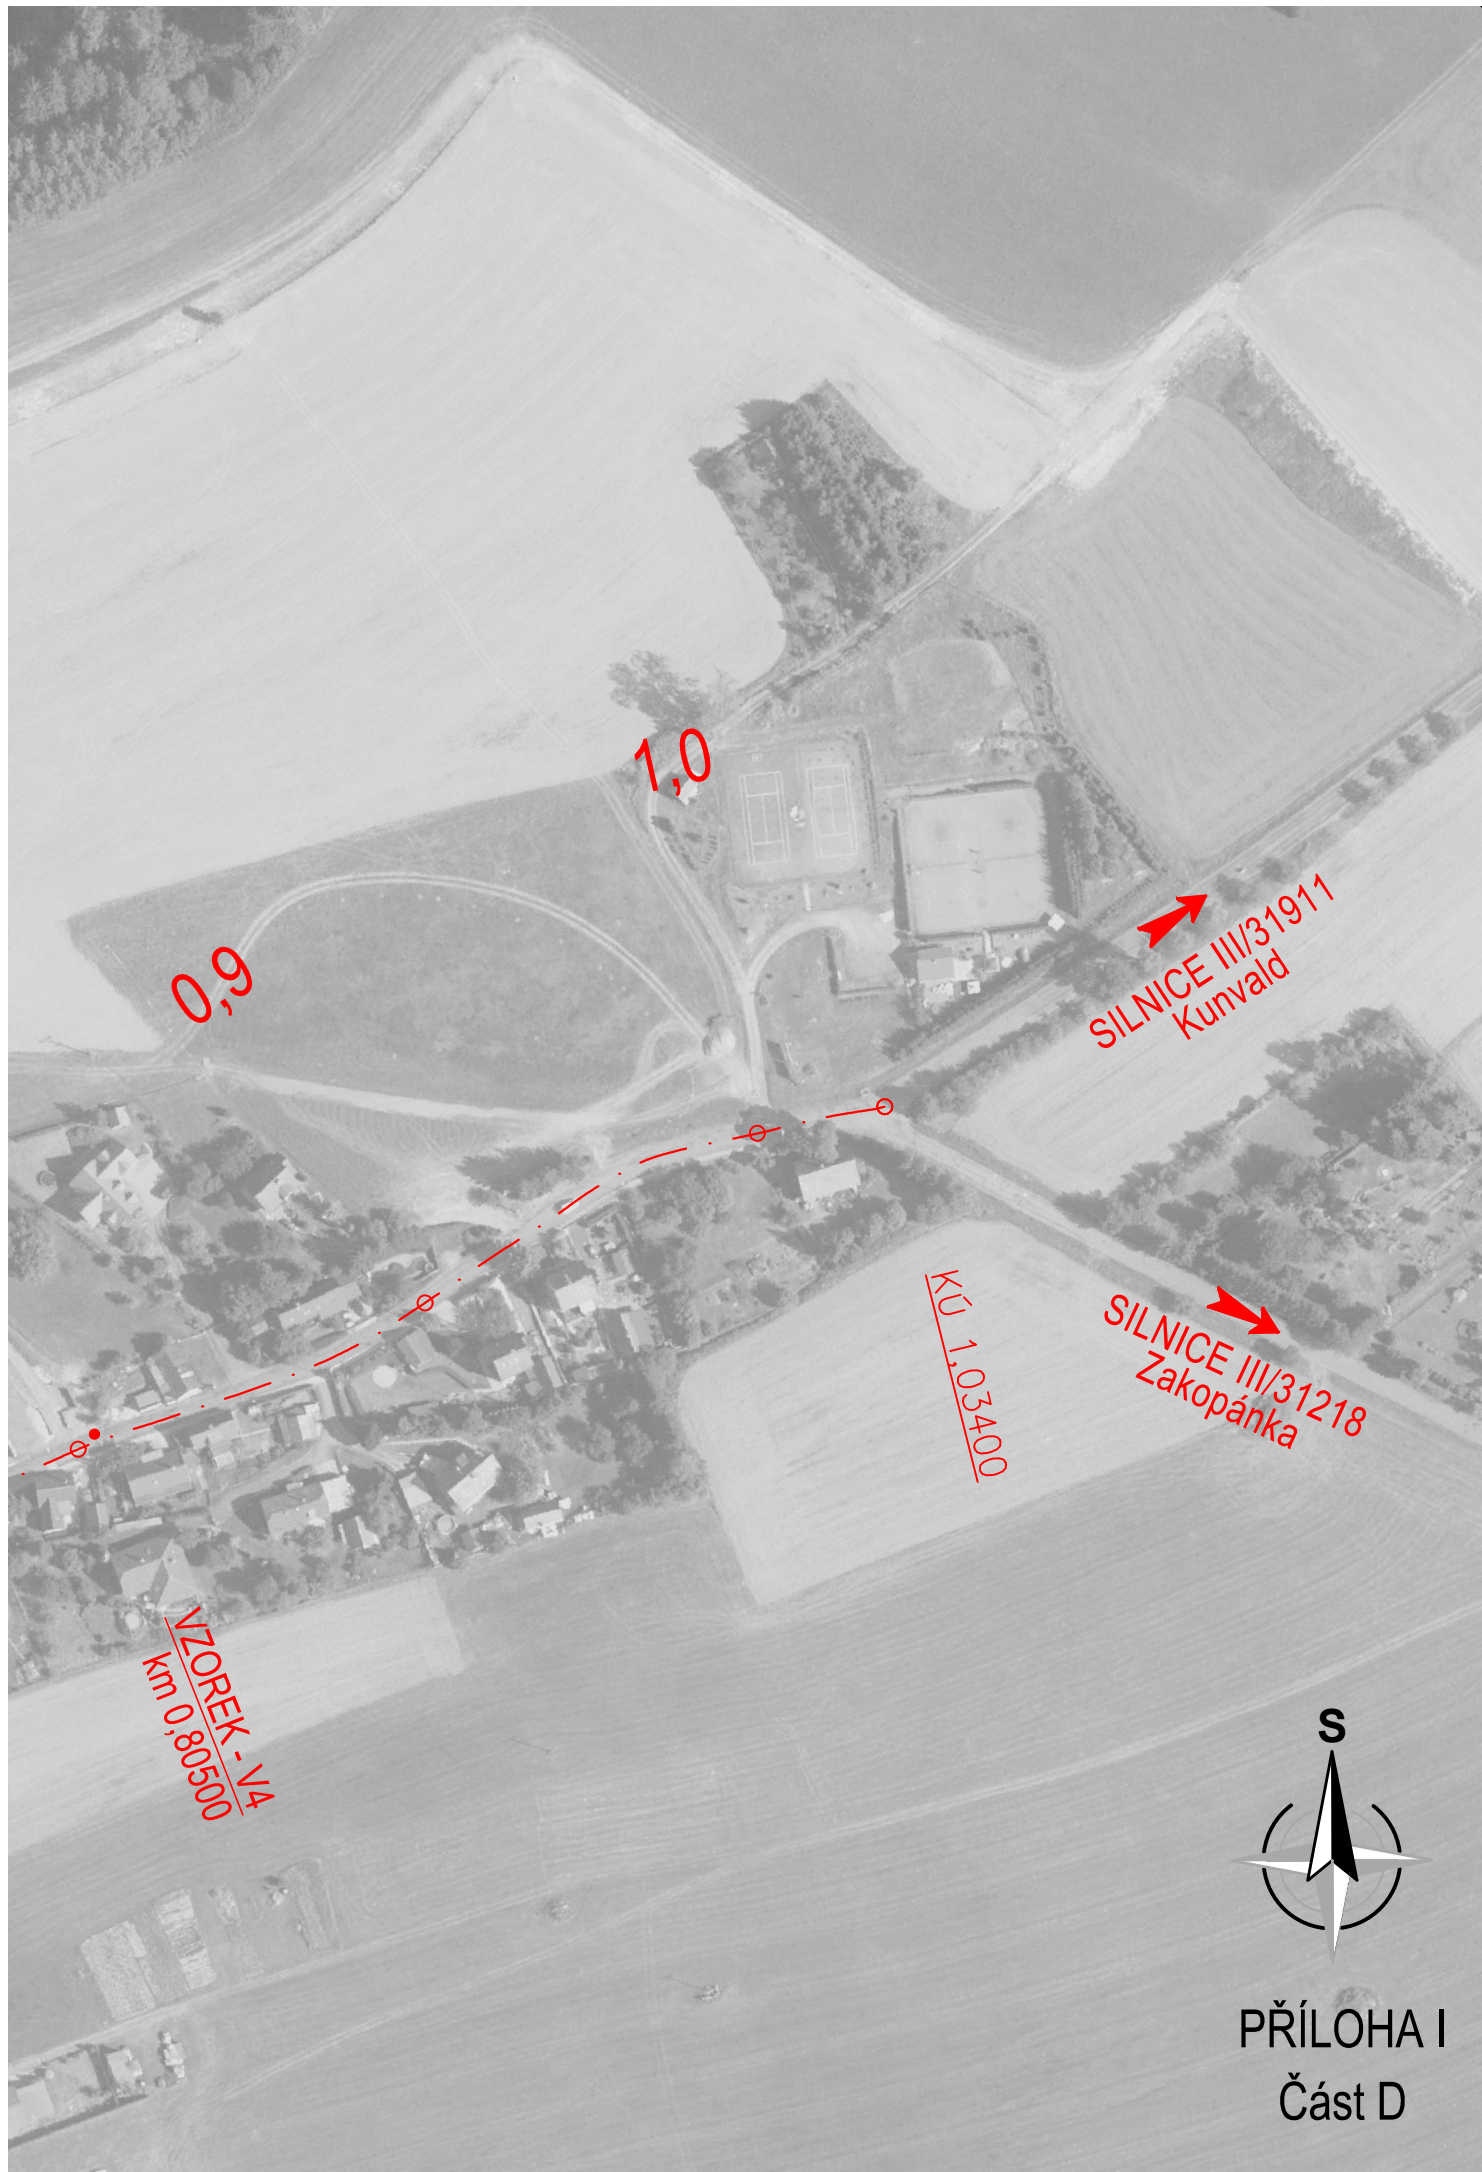 1,0
0,9
SILNICE III/31911
Kunvald
KÚ 1,03400
SILNICE III/31218
Zakopánka
VZOREK - V4
km 0,80500
S
PŘÍLOHA I
Část D